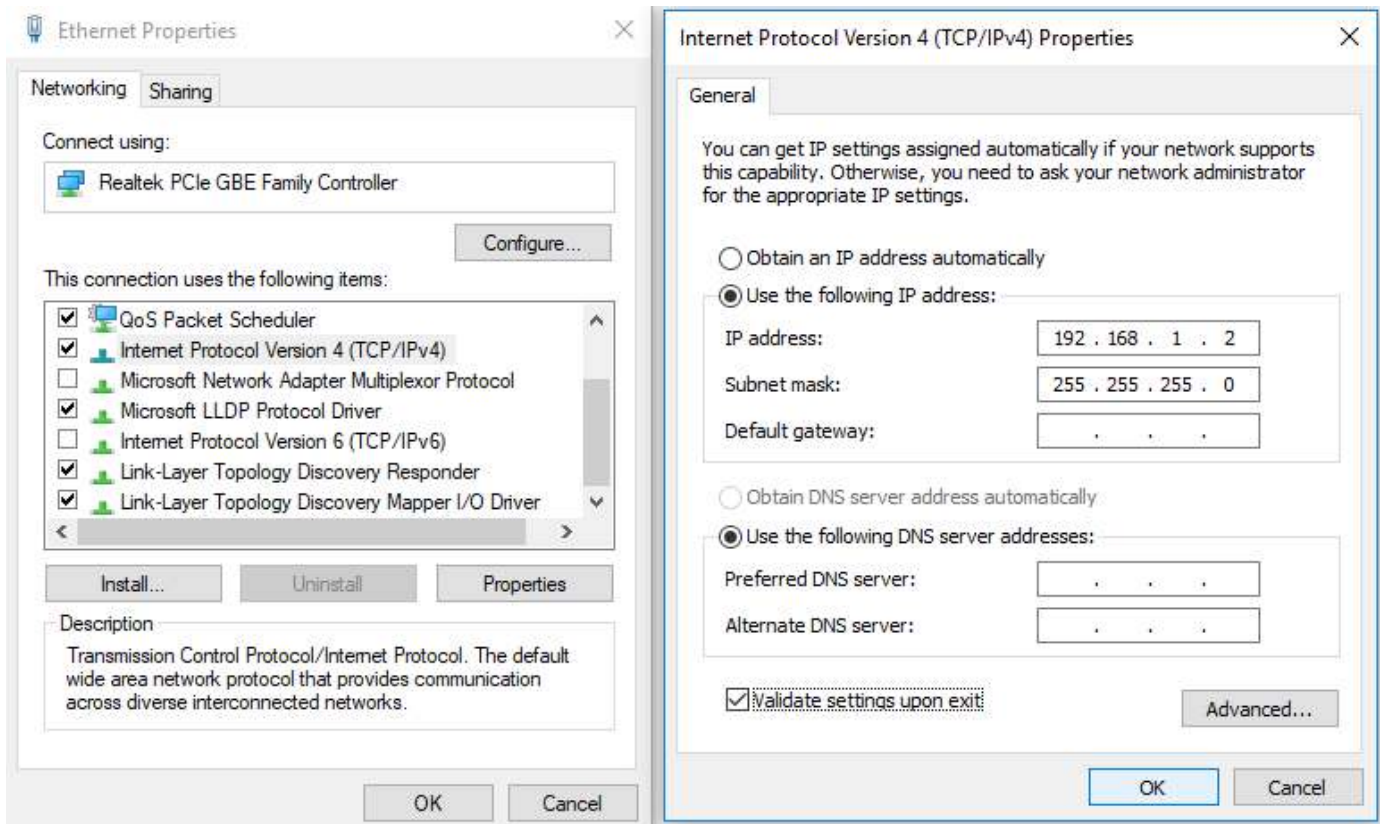 Ethernet Properties
Networking
Sharing
Connect using:
Realtek PCIe GBE Family Controller
Configure...
This connection uses the following items:
QoS Packet Scheduler
Internet Protocol Version 4 (TCP/IPv4)
Microsoft Network Adapter Multiplexor Protocol
Microsoft LLDP Protocol Driver
Internet Protocol Version 6 (TCP/IPv6)
Link-Layer Topology Discovery Responder
Link-Layer Topology Discovery Mapper I/O Driver
Install...
Uninstall
Properties
Description
Transmission Control Protocol/Internet Protocol. The default
wide area network protocol that provides communication
across diverse interconnected networks.
OK
Cancel
Internet Protocol Version 4 (TCP/IPv4) Properties
General
You can get IP settings assigned automatically if your network supports
this capability. Otherwise, you need to ask your network administrator
for the appropriate IP settings.
Obtain an IP address automatically
Use the following IP address:
IP address: 192 . 168 . 1 . 2
Subnet mask: 255 . 255 . 255 . 0
Default gateway: . . .
Obtain DNS server address automatically
Use the following DNS server addresses:
Preferred DNS server: . . .
Alternate DNS server: . . .
Validate settings upon exit
Advanced...
OK
Cancel